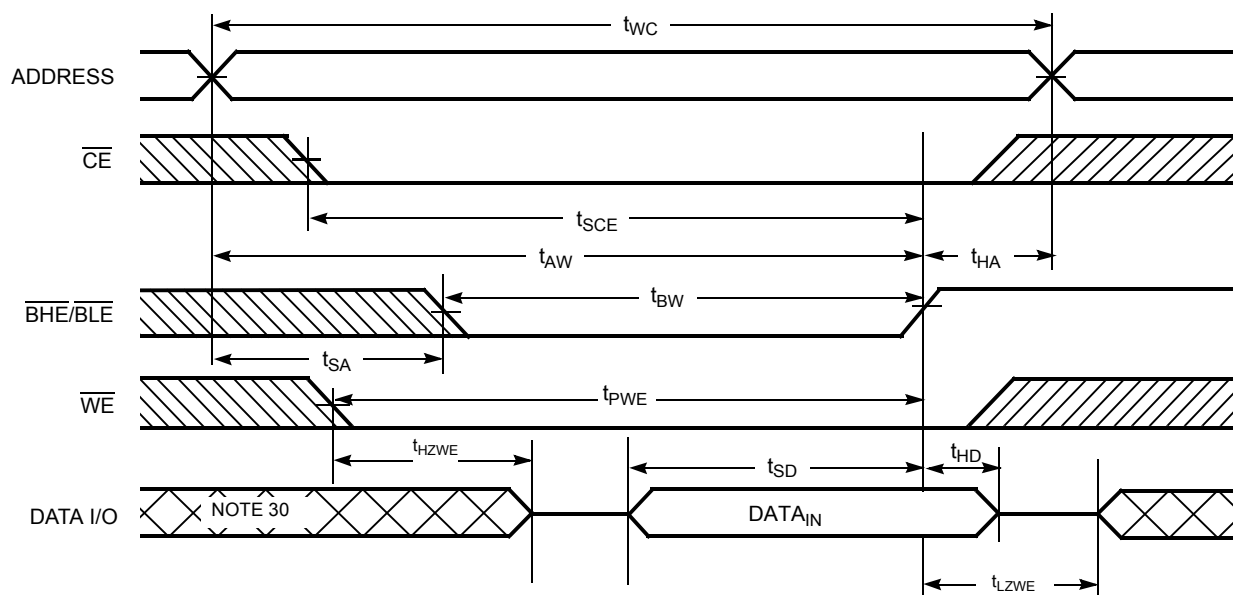 tWC
ADDRESS
CE
tSCE
tAW
tHA
BHE/BLE
tBW
tSA
WE
tPWE
tHZWE
tSD
tHD
DATA I/O
NOTE 30
DATAIN
tLZWE